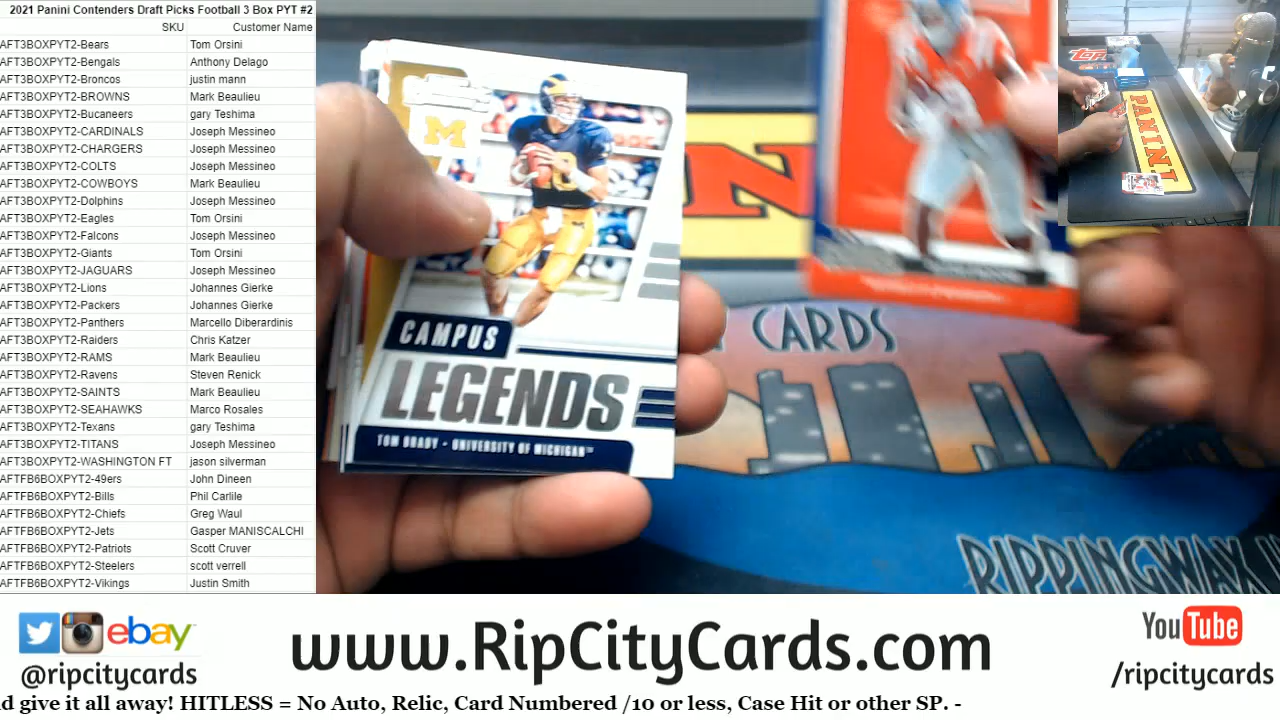 2021 Panini Contenders Draft Picks Football 3 Box PYT #2
SKU Customer Name
AFT3BOXPYT2-Bears Tom Orsini
AFT3BOXPYT2-Bengals Anthony Delago
AFT3BOXPYT2-Broncos justin mann
AFT3BOXPYT2-BROWNS Mark Beaulieu
AFT3BOXPYT2-Bucaneers gary Teshima
AFT3BOXPYT2-CARDINALS Joseph Messineo
AFT3BOXPYT2-CHARGERS Joseph Messineo
AFT3BOXPYT2-COLTS Joseph Messineo
AFT3BOXPYT2-COWBOYS Mark Beaulieu
AFT3BOXPYT2-Dolphins Joseph Messineo
AFT3BOXPYT2-Eagles Tom Orsini
AFT3BOXPYT2-Falcons Joseph Messineo
AFT3BOXPYT2-Giants Tom Orsini
AFT3BOXPYT2-JAGUARS Joseph Messineo
AFT3BOXPYT2-Lions Johannes Gierke
AFT3BOXPYT2-Packers Johannes Gierke
AFT3BOXPYT2-Panthers Marcello Diberardinis
AFT3BOXPYT2-Raiders Chris Katzer
AFT3BOXPYT2-RAMS Mark Beaulieu
AFT3BOXPYT2-Ravens Steven Renick
AFT3BOXPYT2-SAINTS Mark Beaulieu
AFT3BOXPYT2-SEAHAWKS Marco Rosales
AFT3BOXPYT2-Texans gary Teshima
AFT3BOXPYT2-TITANS Joseph Messineo
AFT3BOXPYT2-WASHINGTON FT jason silverman
AFTFB6BOXPYT2-49ers John Dineen
AFTFB6BOXPYT2-Bills Phil Carlile
AFTFB6BOXPYT2-Chiefs Greg Waul
AFTFB6BOXPYT2-Jets Gasper MANISCALCHI
AFTFB6BOXPYT2-Patriots Scott Cruver
AFTFB6BOXPYT2-Steelers scott verrell
AFTFB6BOXPYT2-Vikings Justin Smith
M
10
CAMPUS
LEGENDS
TOM BRADY - UNIVERSITY OF MICHIGAN™
CARDS
RIPPINGWAX
TOPPS
PANINI
ebay
@ripcitycards
www.RipCityCards.com
YouTube
/ripcitycards
d give it all away! HITLESS = No Auto, Relic, Card Numbered /10 or less, Case Hit or other SP. -